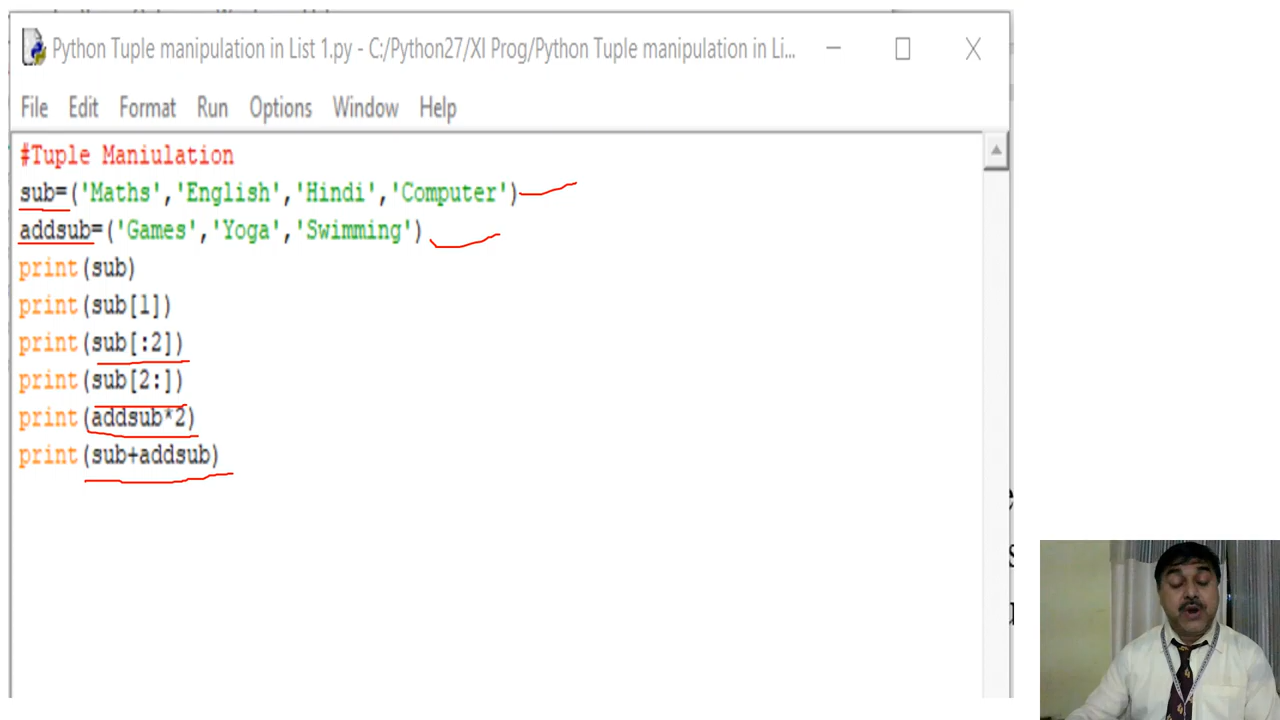 Python Tuple manipulation in List 1.py - C:/Python27/XI Prog/Python Tuple manipulation in Li...
File Edit Format Run Options Window Help
#Tuple Maniulation
sub=('Maths','English','Hindi','Computer')
addsub=('Games','Yoga','Swimming')
print(sub)
print(sub[1])
print(sub[:2])
print(sub[2:])
print(addsub*2)
print(sub+addsub)